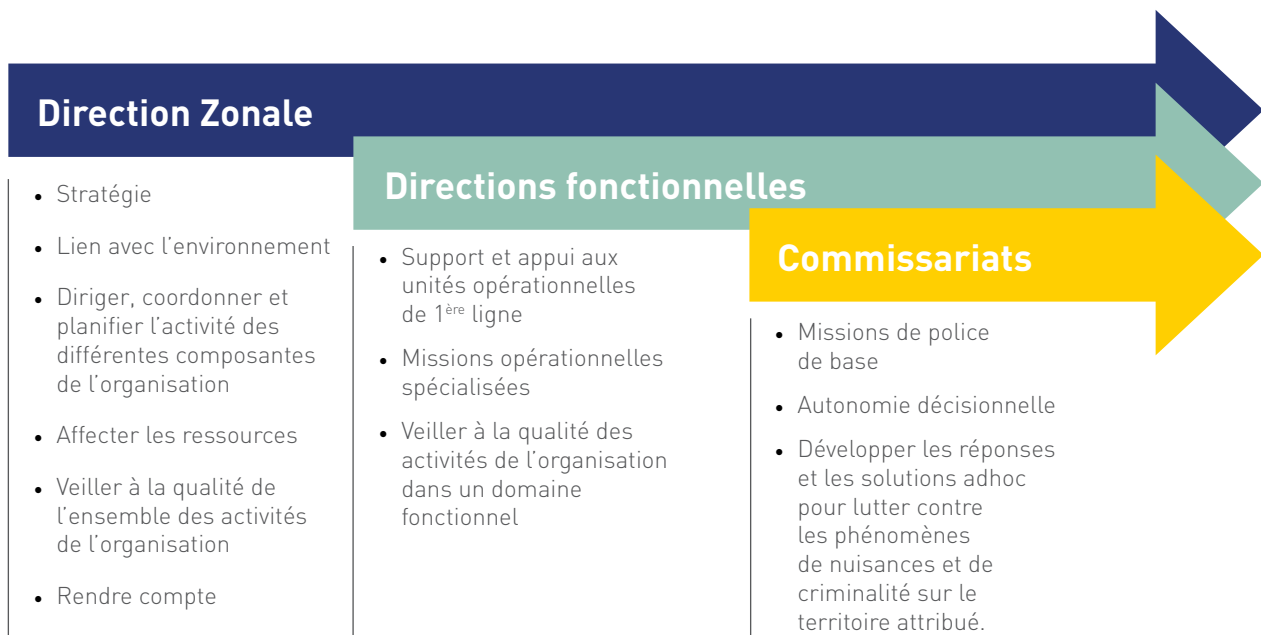 Direction Zonale
• Stratégie
• Lien avec l'environnement
• Diriger, coordonner et
planifier l'activité des
différentes composantes
de l'organisation
• Affecter les ressources
• Veiller à la qualité de
l'ensemble des activités
de l'organisation
• Rendre compte
Directions fonctionnelles
• Support et appui aux
unités opérationnelles
de 1ère ligne
• Missions opérationnelles
spécialisées
• Veiller à la qualité des
activités de l'organisation
dans un domaine
fonctionnel
Commissariats
• Missions de police
de base
• Autonomie décisionnelle
• Développer les réponses
et les solutions adhoc
pour lutter contre
les phénomènes
de nuisances et de
criminalité sur le
territoire attribué.